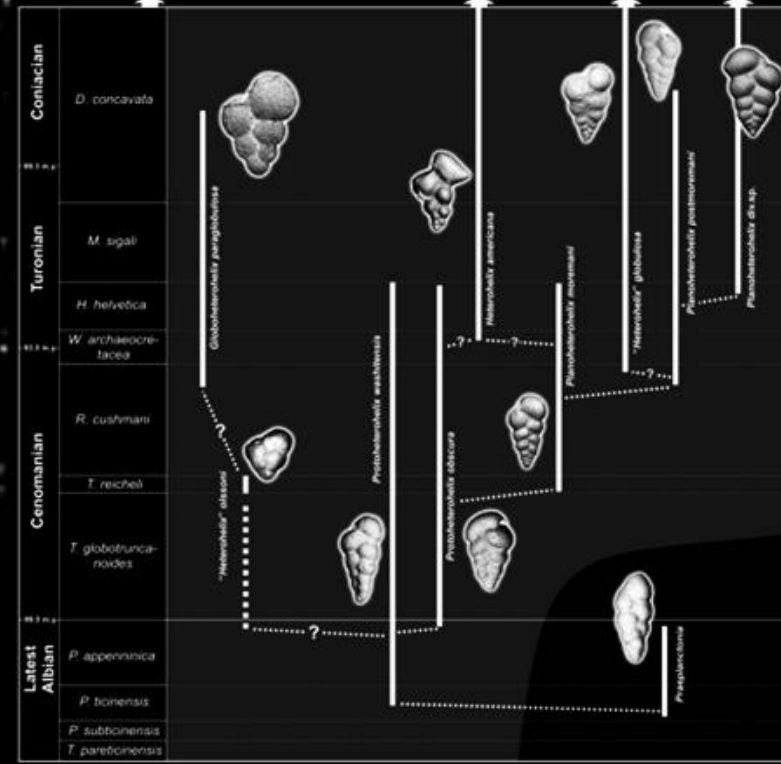 Coniacian
Turonian
Cenomanian
Latest
Albian
D. concavata
M. sigali
H. helvetica
W. archaeocre-
tacea
R. cushmani
T. reicheli
T. globotrunca-
noides
P. appenninica
P. ticinensis
P. subticinensis
T. pareticinensis
Globoheterohelix paraglobulosa
?
"Heterohelix" olssoni
?
Protoheterohelix washitensis
Protoheterohelix obscura
?
Heterohelix americana
?
Planoheterohelix moremani
"Heterohelix" globulosa
?
Planoheterohelix postmoremani
Planoheterohelix div.sp.
Praeplanctonia